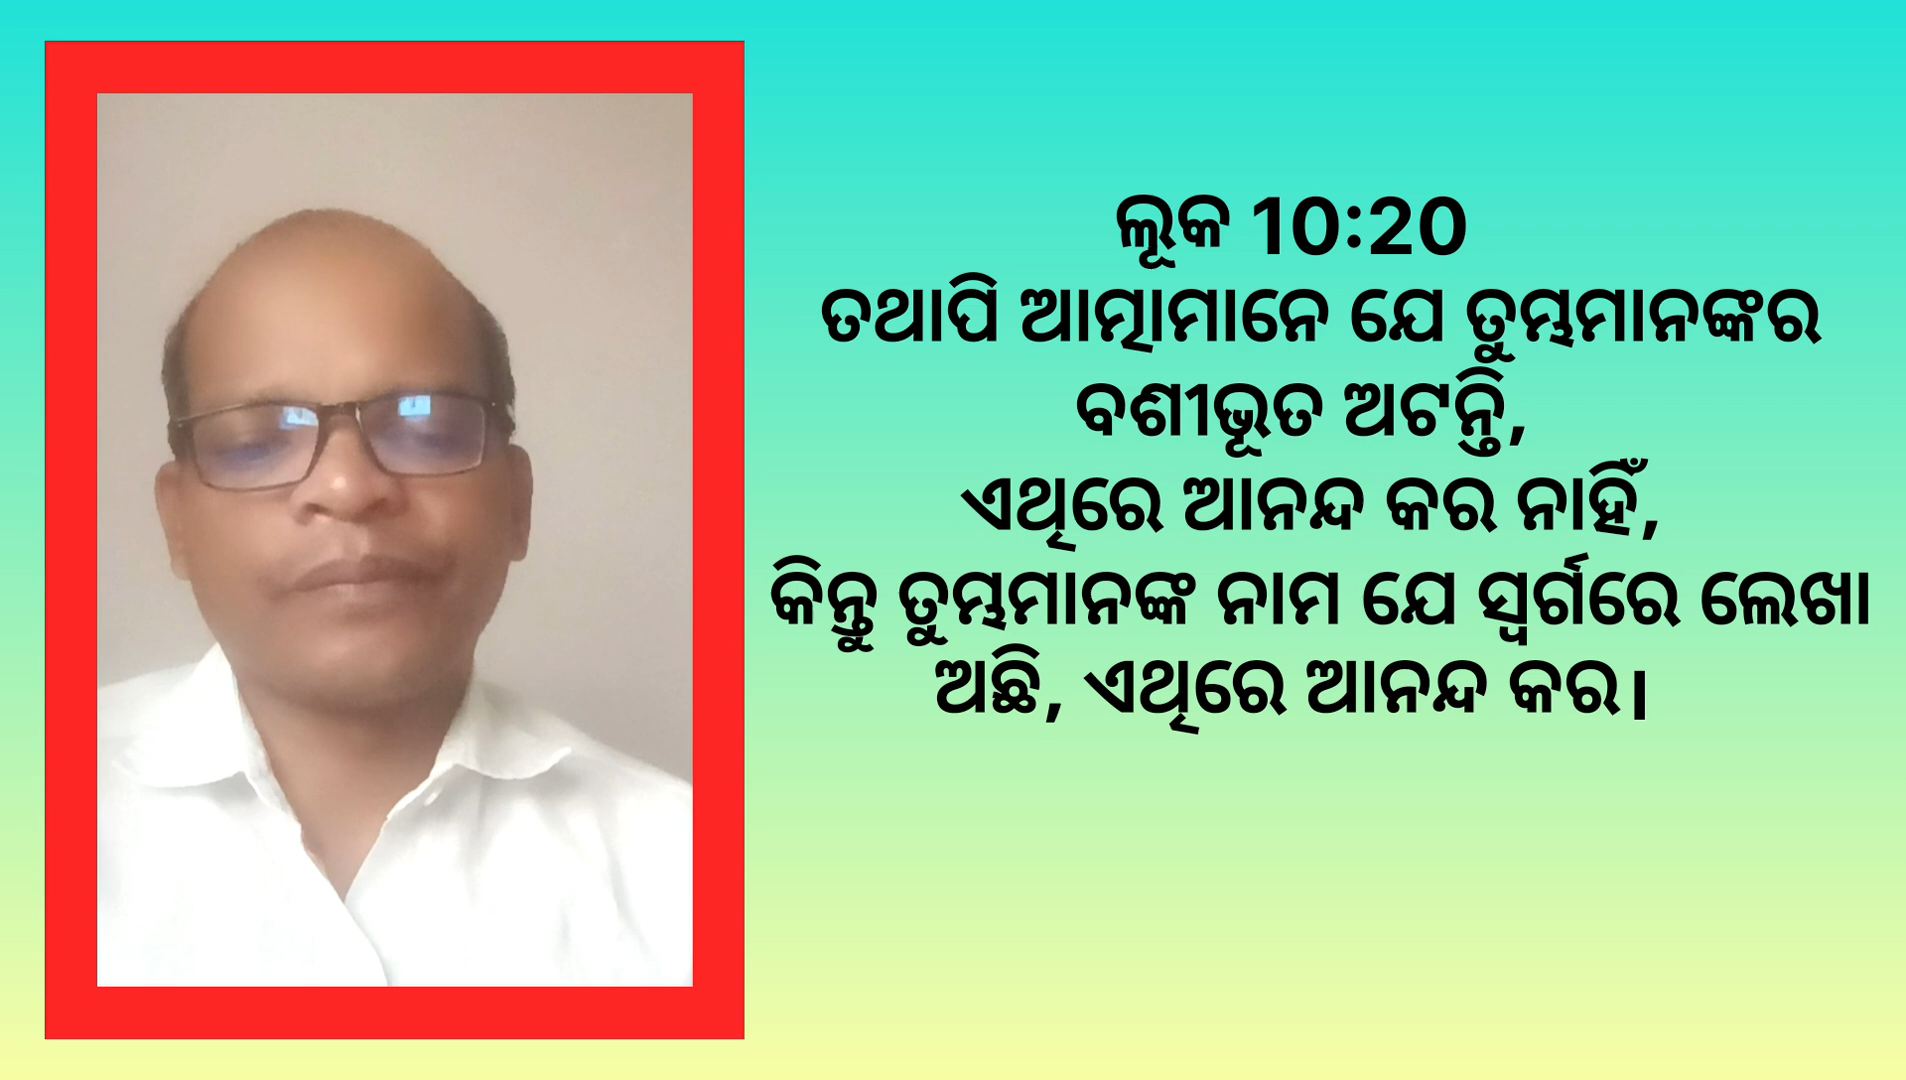 ଲୂକ 10:20
ତଥାପି ଆତ୍ମାମାନେ ଯେ ତୁମ୍ଭମାନଙ୍କର
ବଶୀଭୂତ ଅଟନ୍ତି,
ଏଥିରେ ଆନନ୍ଦ କର ନାହିଁ,
କିନ୍ତୁ ତୁମ୍ଭମାନଙ୍କ ନାମ ଯେ ସ୍ୱର୍ଗରେ ଲେଖା
ଅଛି, ଏଥିରେ ଆନନ୍ଦ କର।